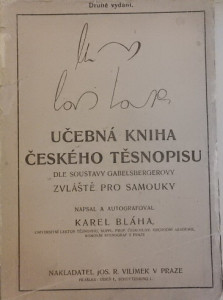 Druhé vydání.
UČEBNÁ KNIHA
ČESKÉHO TĚSNOPISU
DLE SOUSTAVY GABELSBERGEROVY
ZVLÁŠTĚ PRO SAMOUKY
NAPSAL A AUTOGRAFOVAL
KAREL BLÁHA,
NAKLADATEL JOS. R. VILÍMEK V PRAZE